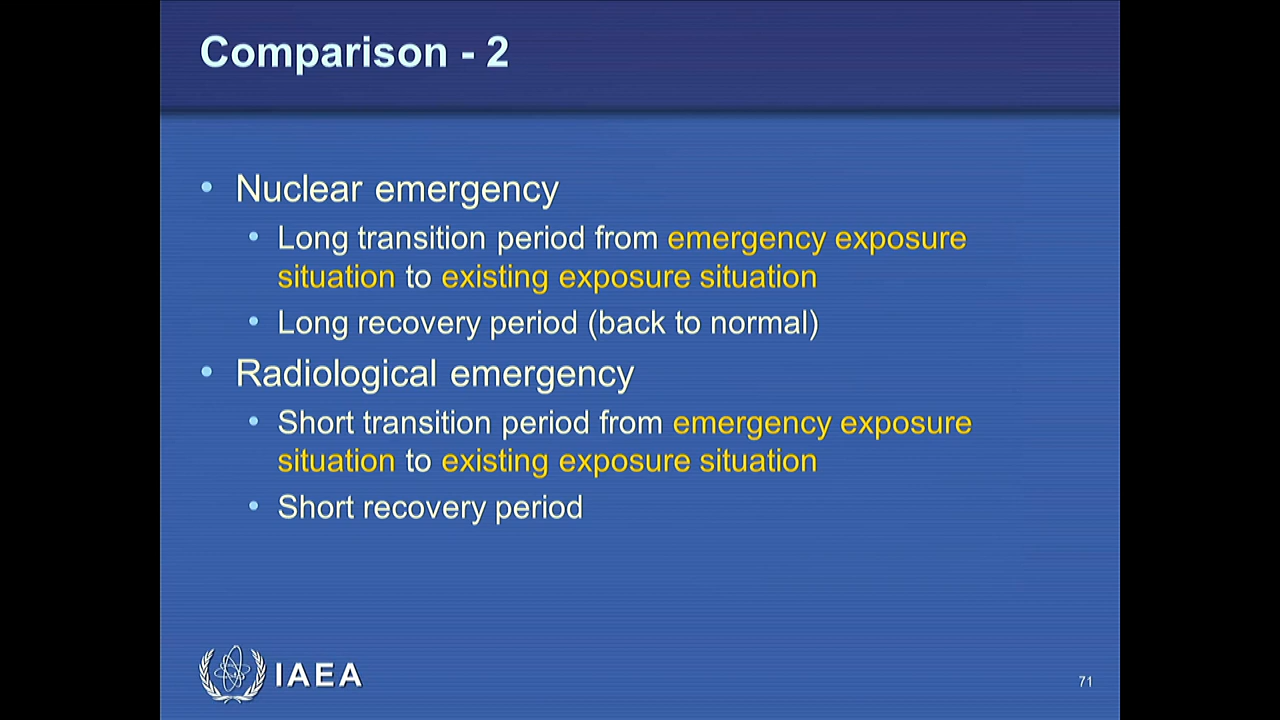 Comparison - 2
• Nuclear emergency
• Long transition period from emergency exposure
situation to existing exposure situation
• Long recovery period (back to normal)
• Radiological emergency
• Short transition period from emergency exposure
situation to existing exposure situation
• Short recovery period
IAEA
71